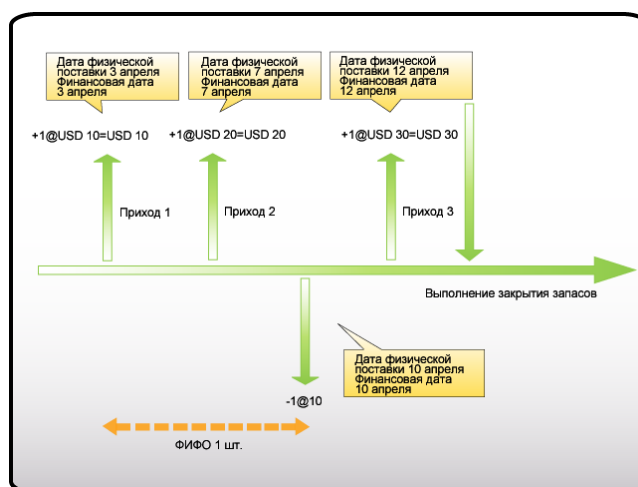 Дата физической
поставки 3 апреля
Финансовая дата
3 апреля
Дата физической
поставки 7 апреля
Финансовая дата
7 апреля
Дата физической
поставки 12 апреля
Финансовая дата
12 апреля
+1@USD 10=USD 10
+1@USD 20=USD 20
+1@USD 30=USD 30
Приход 1
Приход 2
Приход 3
Выполнение закрытия запасов
Дата физической
поставки 10 апреля
Финансовая дата
10 апреля
-1@10
ФИФО 1 шт.